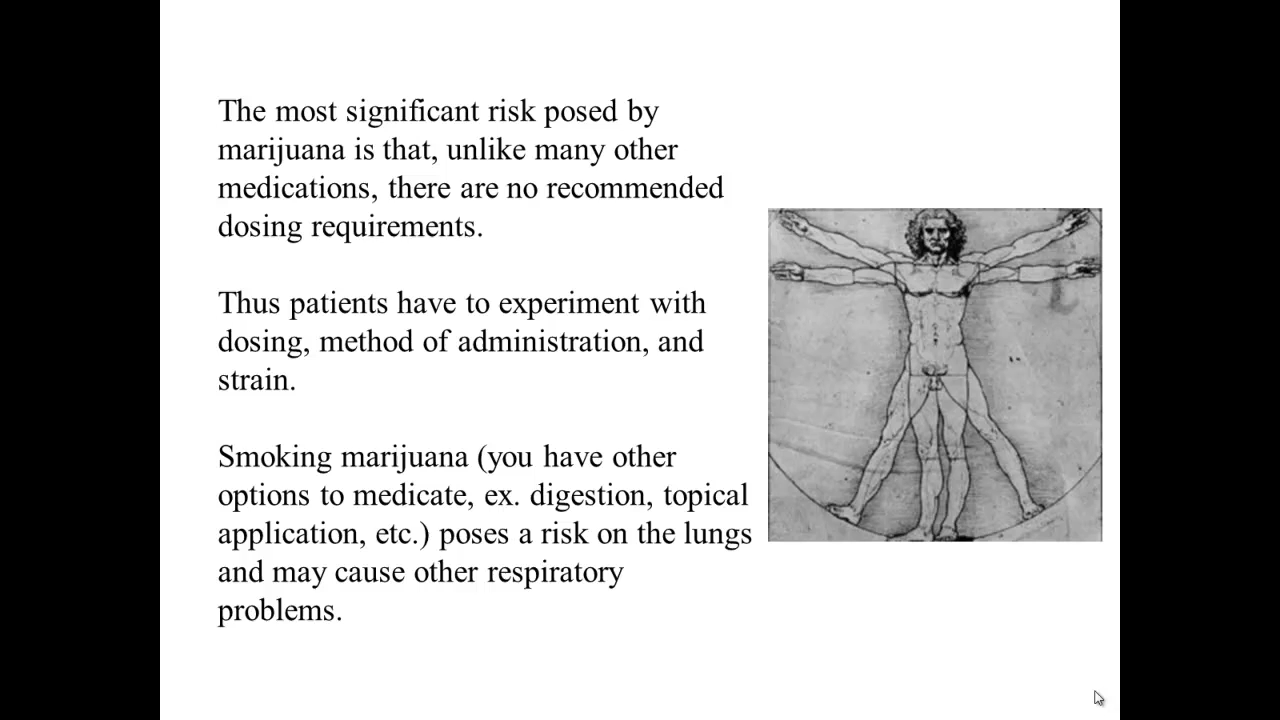 The most significant risk posed by
marijuana is that, unlike many other
medications, there are no recommended
dosing requirements.
Thus patients have to experiment with
dosing, method of administration, and
strain.
Smoking marijuana (you have other
options to medicate, ex. digestion, topical
application, etc.) poses a risk on the lungs
and may cause other respiratory
problems.